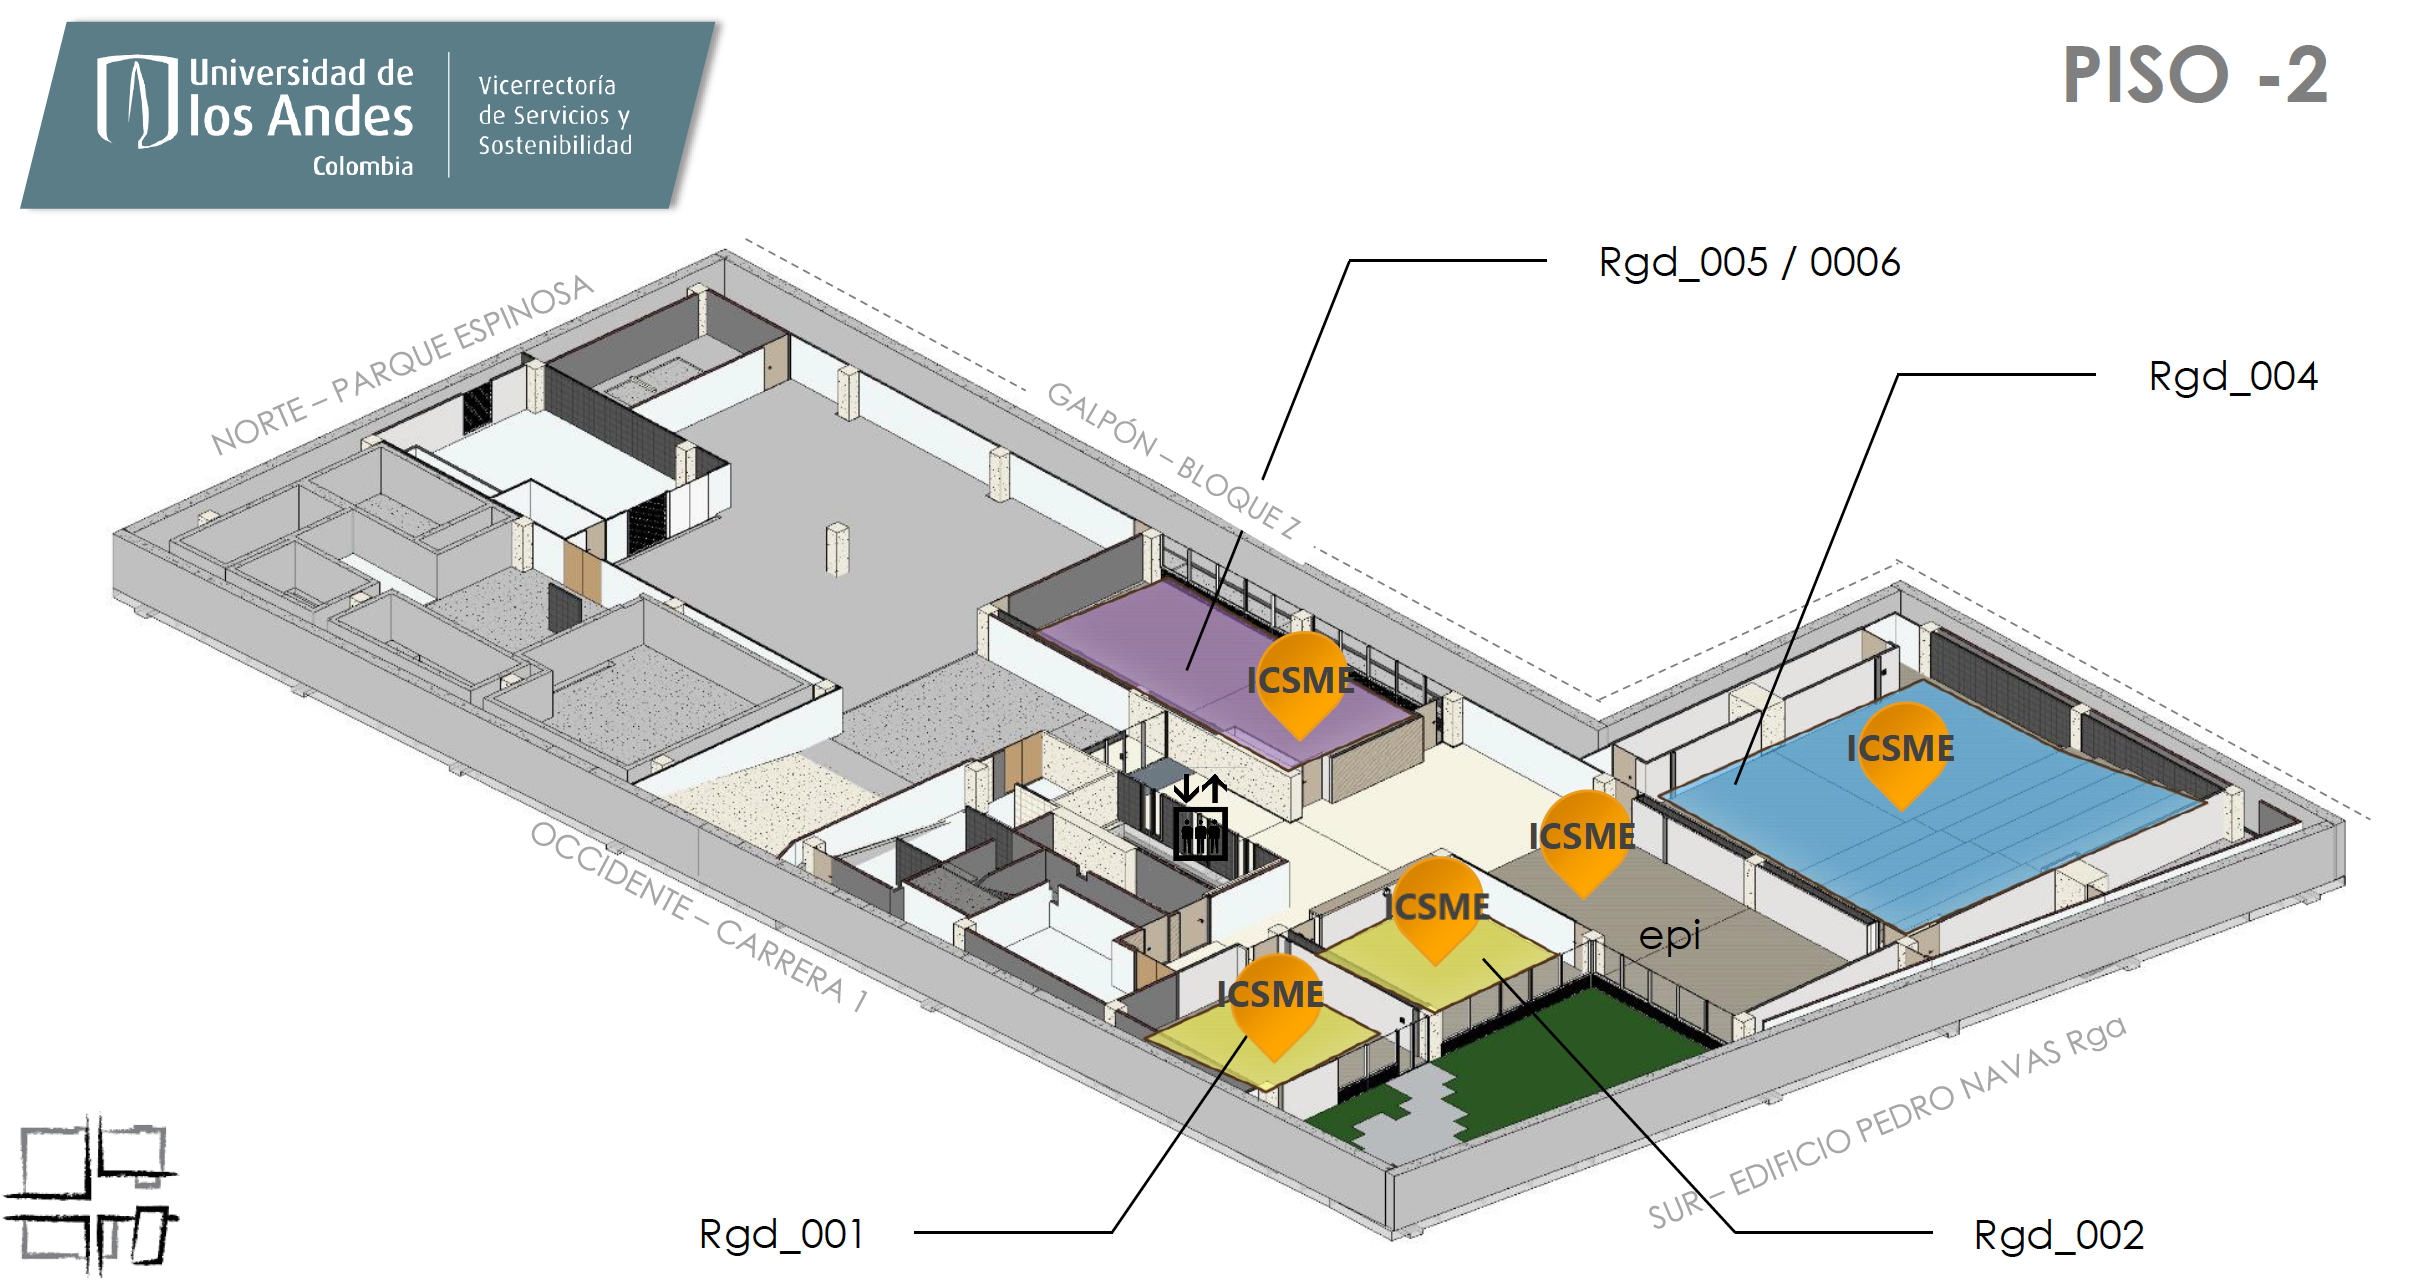 Universidad de
los Andes
Colombia
Vicerrectoría
de Servicios y
Sostenibilidad
PISO -2
Rgd_005 / 0006
Rgd_004
NORTE – PARQUE ESPINOSA
GALPÓN – BLOQUE Z
ICSME
ICSME
ICSME
ICSME
epi
ICSME
OCCIDENTE – CARRERA 1
SUR – EDIFICIO PEDRO NAVAS Rga
Rgd_001
Rgd_002